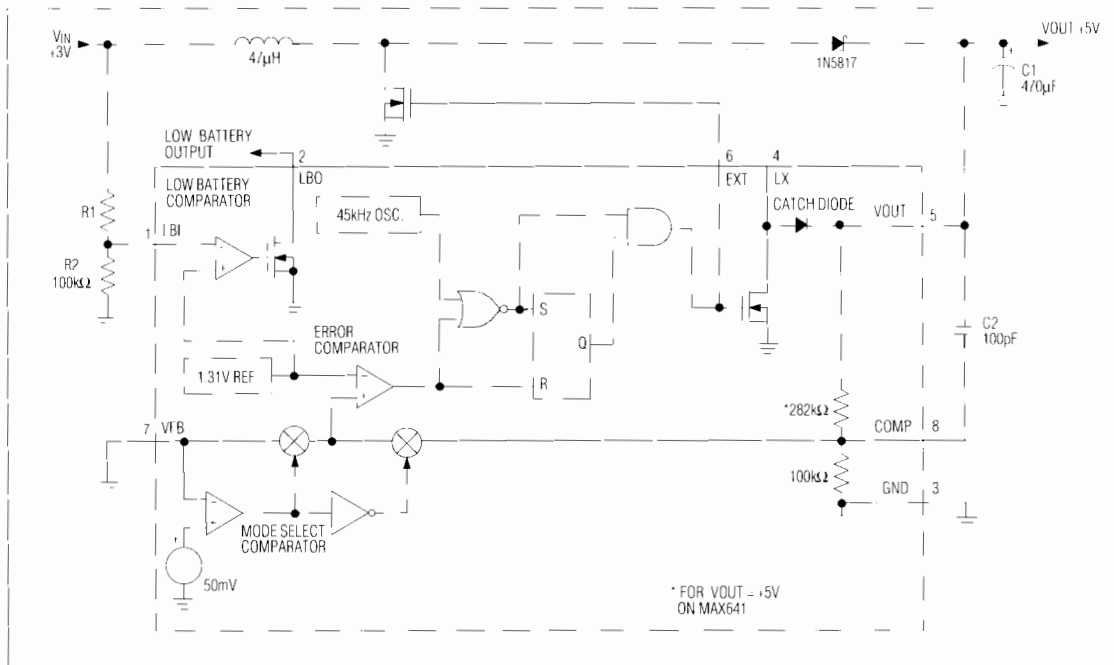 VIN
+3V
47µH
1N5817
VOUT +5V
+
C1
470µF
LOW BATTERY
OUTPUT
2
LBO
6
EXT
4
LX
LOW BATTERY
COMPARATOR
45kHz OSC.
CATCH DIODE
VOUT
5
R1
1
LBI
R2
100kΩ
-
+
S
Q
R
C2
100pF
ERROR
COMPARATOR
1.31V REF
-
+
*282kΩ
7
VFB
COMP
8
100kΩ
GND
3
-
+
MODE SELECT
COMPARATOR
+
50mV
* FOR VOUT = +5V
ON MAX641